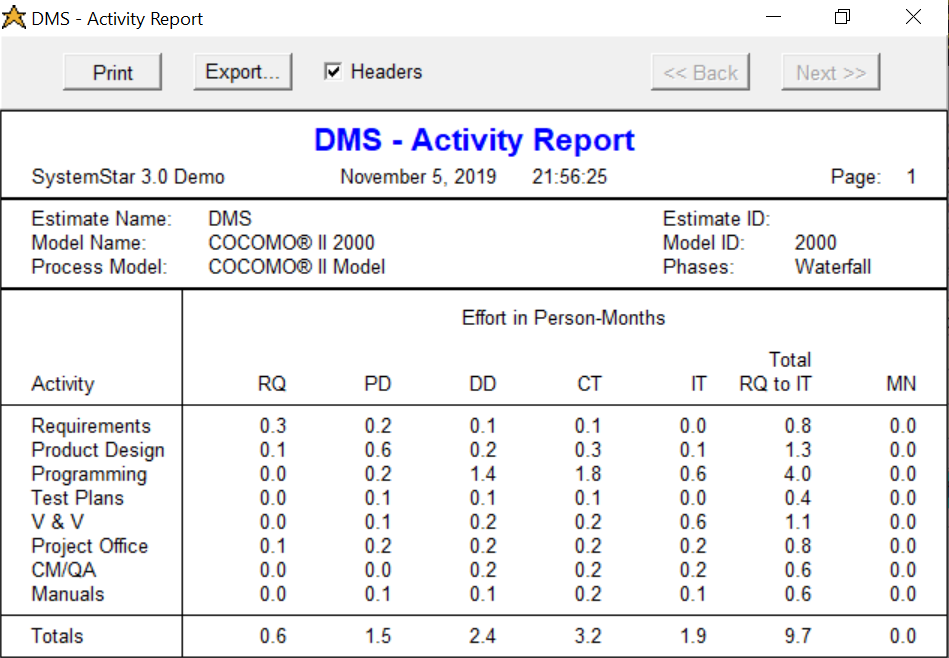 DMS - Activity Report
Print Export... Headers << Back Next >>
DMS - Activity Report
SystemStar 3.0 Demo November 5, 2019 21:56:25 Page: 1
Estimate Name: DMS Estimate ID:
Model Name: COCOMO® II 2000 Model ID: 2000
Process Model: COCOMO® II Model Phases: Waterfall
Effort in Person-Months
Total
Activity RQ PD DD CT IT RQ to IT MN
Requirements 0.3 0.2 0.1 0.1 0.0 0.8 0.0
Product Design 0.1 0.6 0.2 0.3 0.1 1.3 0.0
Programming 0.0 0.2 1.4 1.8 0.6 4.0 0.0
Test Plans 0.0 0.1 0.1 0.1 0.0 0.4 0.0
V & V 0.0 0.1 0.2 0.2 0.6 1.1 0.0
Project Office 0.1 0.2 0.2 0.2 0.2 0.8 0.0
CM/QA 0.0 0.0 0.2 0.2 0.2 0.6 0.0
Manuals 0.0 0.1 0.1 0.2 0.1 0.6 0.0
Totals 0.6 1.5 2.4 3.2 1.9 9.7 0.0